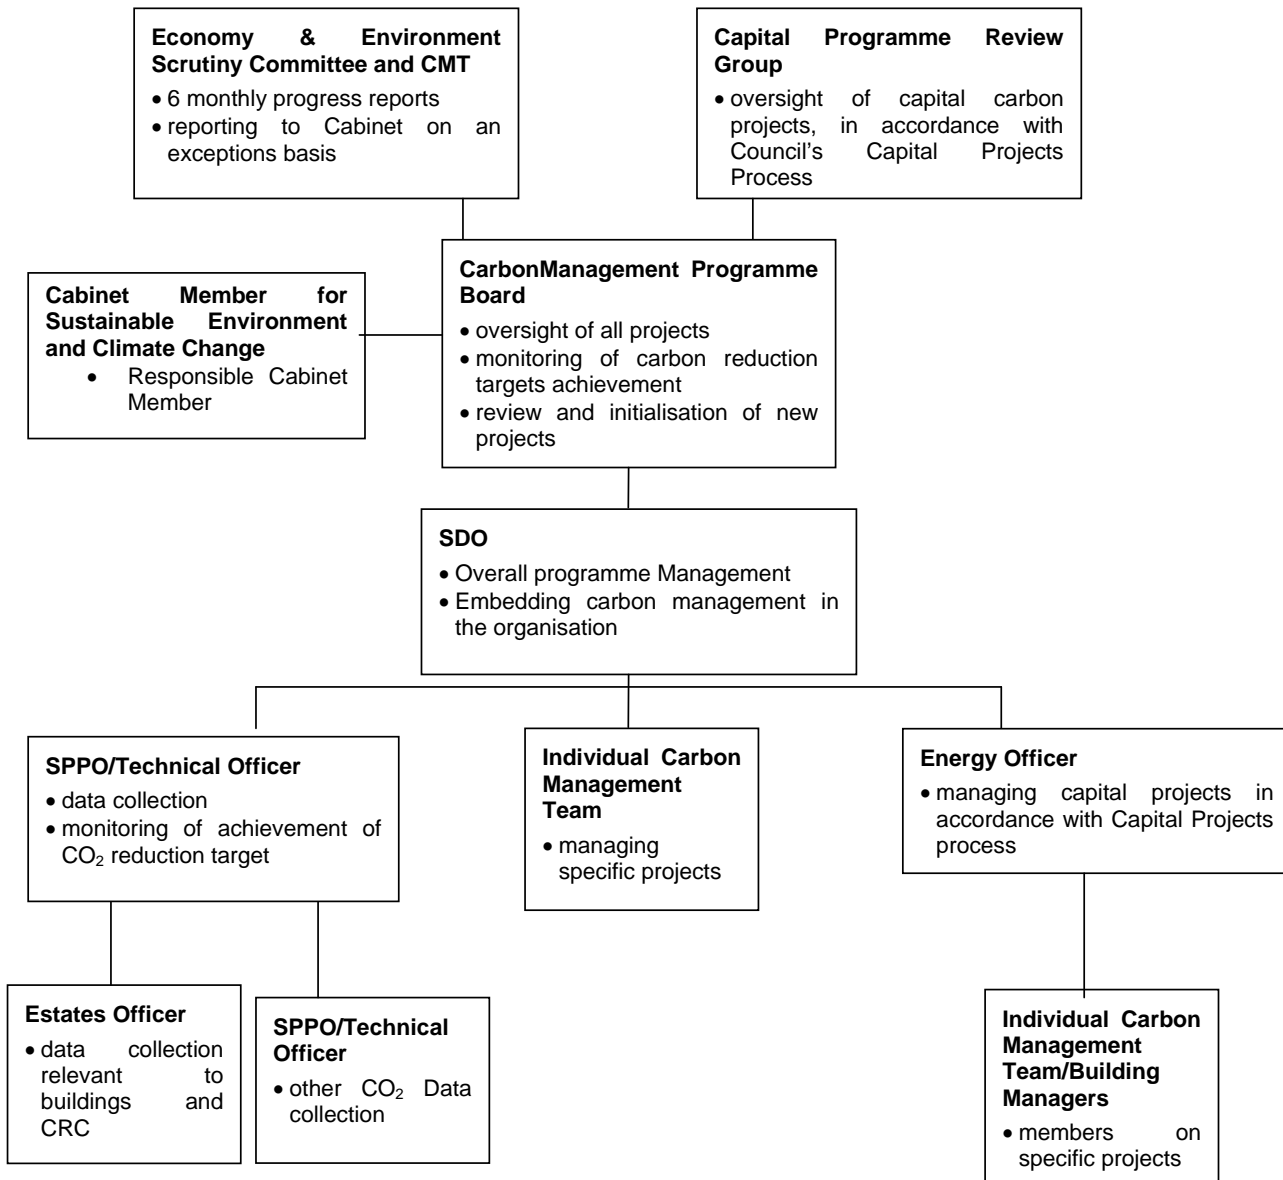 Economy & Environment
Scrutiny Committee and CMT
• 6 monthly progress reports
• reporting to Cabinet on an
exceptions basis
Capital Programme Review
Group
• oversight of capital carbon
projects, in accordance with
Council's Capital Projects
Process
Cabinet Member for
Sustainable Environment
and Climate Change
• Responsible Cabinet
Member
CarbonManagement Programme
Board
• oversight of all projects
• monitoring of carbon reduction
targets achievement
• review and initialisation of new
projects
SDO
• Overall programme Management
• Embedding carbon management in
the organisation
SPPO/Technical Officer
• data collection
• monitoring of achievement of
CO₂ reduction target
Individual Carbon
Management
Team
• managing
specific projects
Energy Officer
• managing capital projects in
accordance with Capital Projects
process
Estates Officer
• data collection
relevant to
buildings and
CRC
SPPO/Technical
Officer
• other CO₂ Data
collection
Individual Carbon
Management
Team/Building
Managers
• members on
specific projects